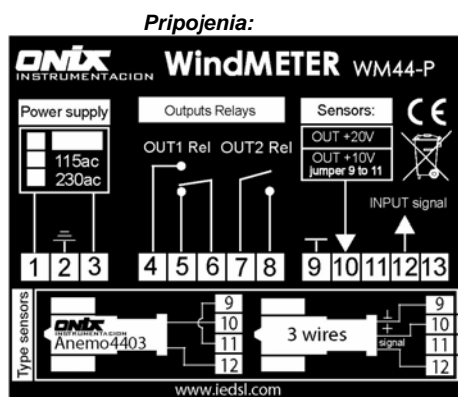 Pripojenia:
ONIX
INSTRUMENTACION
WindMETER WM44-P
Power supply
115ac
230ac
Outputs Relays
OUT1 Rel OUT2 Rel
Sensors:
OUT +20V
OUT +10V
jumper 9 to 11
CE
INPUT signal
1 2 3 4 5 6 7 8 9 10 11 12 13
Type sensors
ONIX
INSTRUMENTACION
Anemo4403
9
10
11
12
3 wires
signal
9
10
11
12
www.iedsl.com